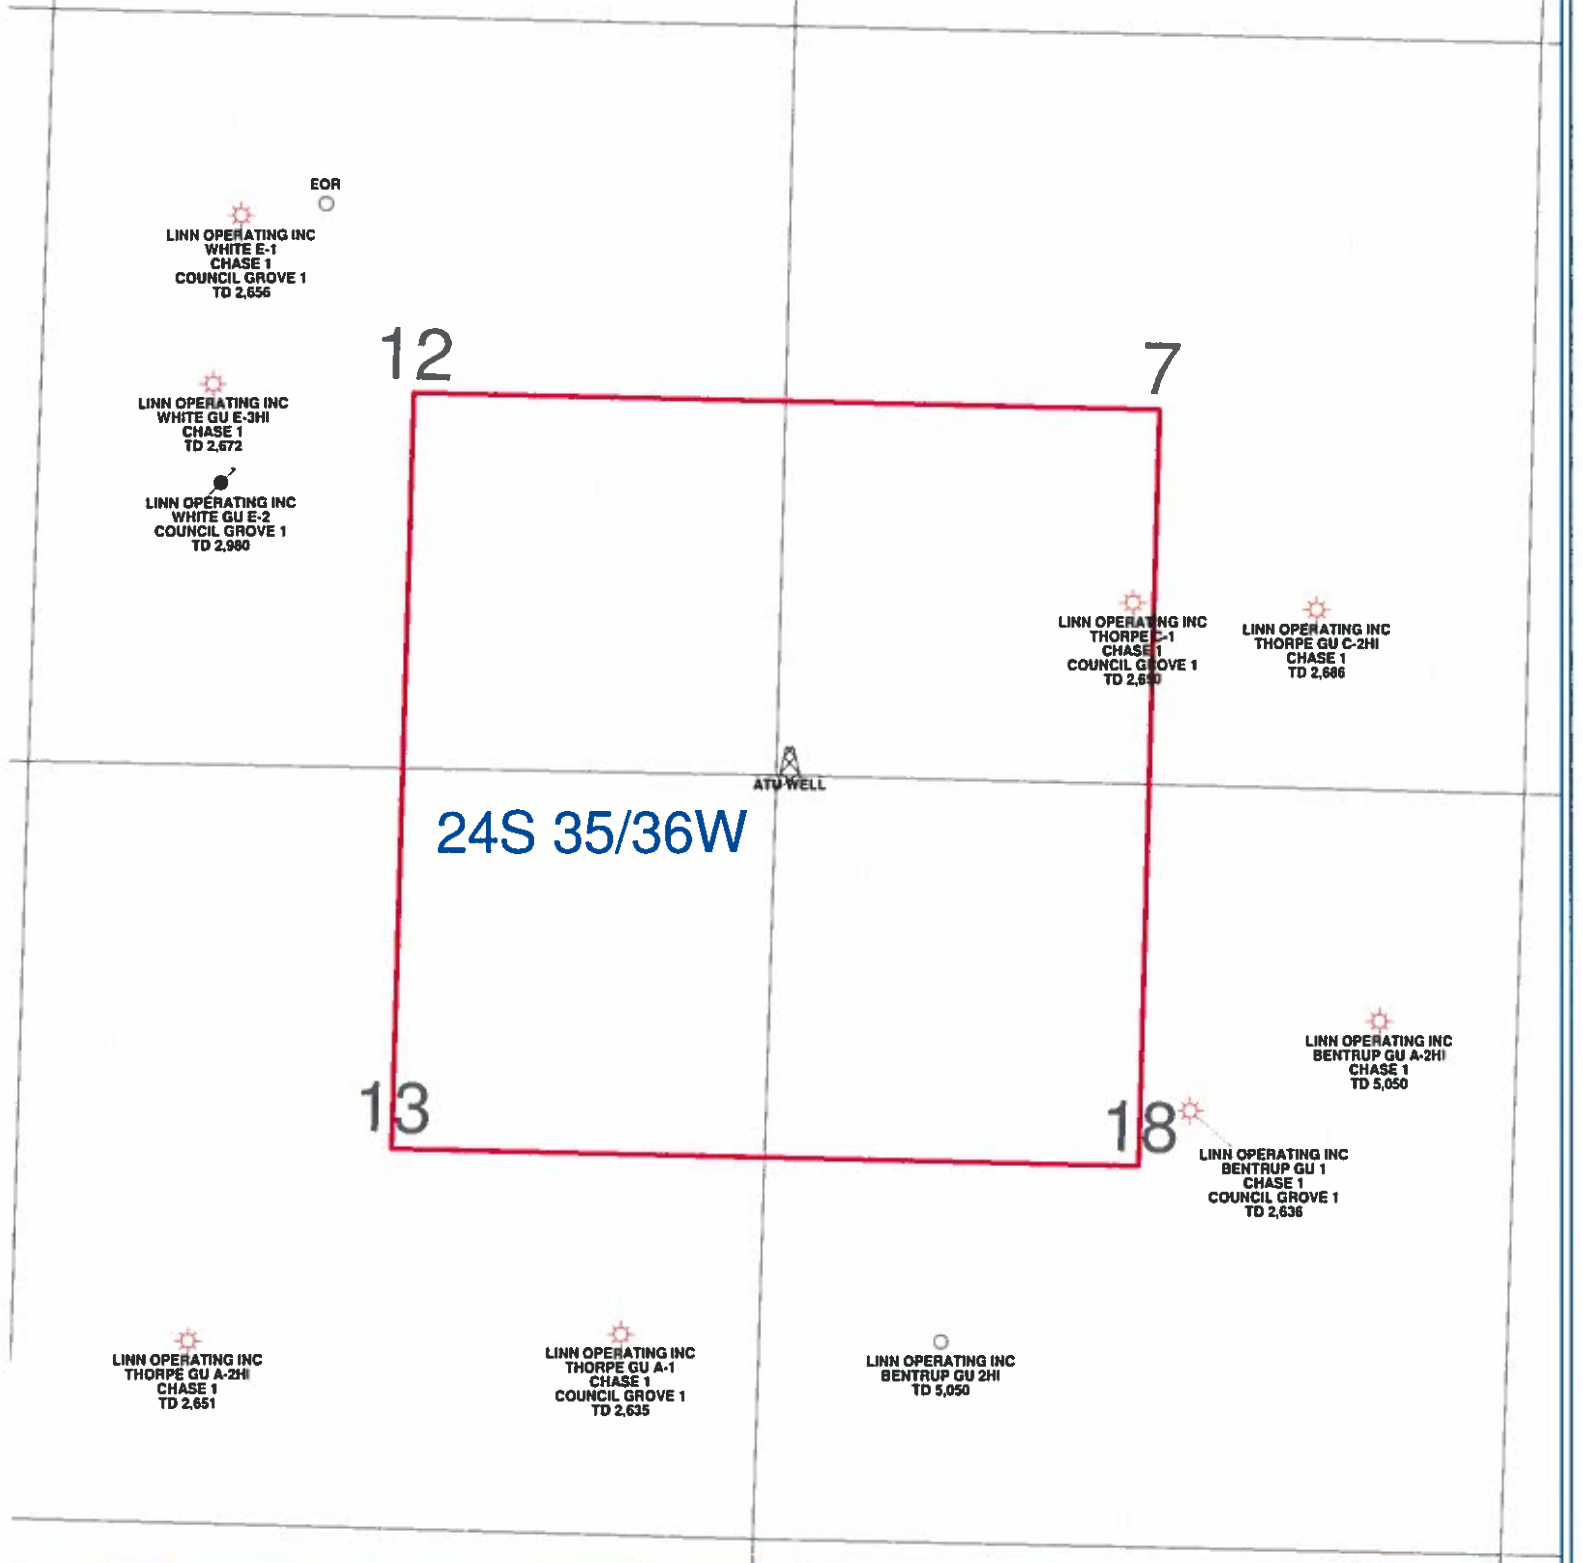 EOR
LINN OPERATING INC
WHITE E-1
CHASE 1
COUNCIL GROVE 1
TD 2,656
12
7
LINN OPERATING INC
WHITE GU E-3HI
CHASE 1
TD 2,672
LINN OPERATING INC
WHITE GU E-2
COUNCIL GROVE 1
TD 2,980
LINN OPERATING INC
THORPE C-1
CHASE 1
COUNCIL GROVE 1
LINN OPERATING INC
THORPE GU C-2HI
CHASE 1
TD 2,686
ATU WELL
24S 35/36W
LINN OPERATING INC
BENTRUP GU A-2HI
CHASE 1
TD 5,050
13
18
LINN OPERATING INC
BENTRUP GU 1
CHASE 1
COUNCIL GROVE 1
TD 2,636
LINN OPERATING INC
THORPE GU A-2HI
CHASE 1
TD 2,651
LINN OPERATING INC
THORPE GU A-1
CHASE 1
COUNCIL GROVE 1
TD 2,635
LINN OPERATING INC
BENTRUP GU 2HI
TD 5,050